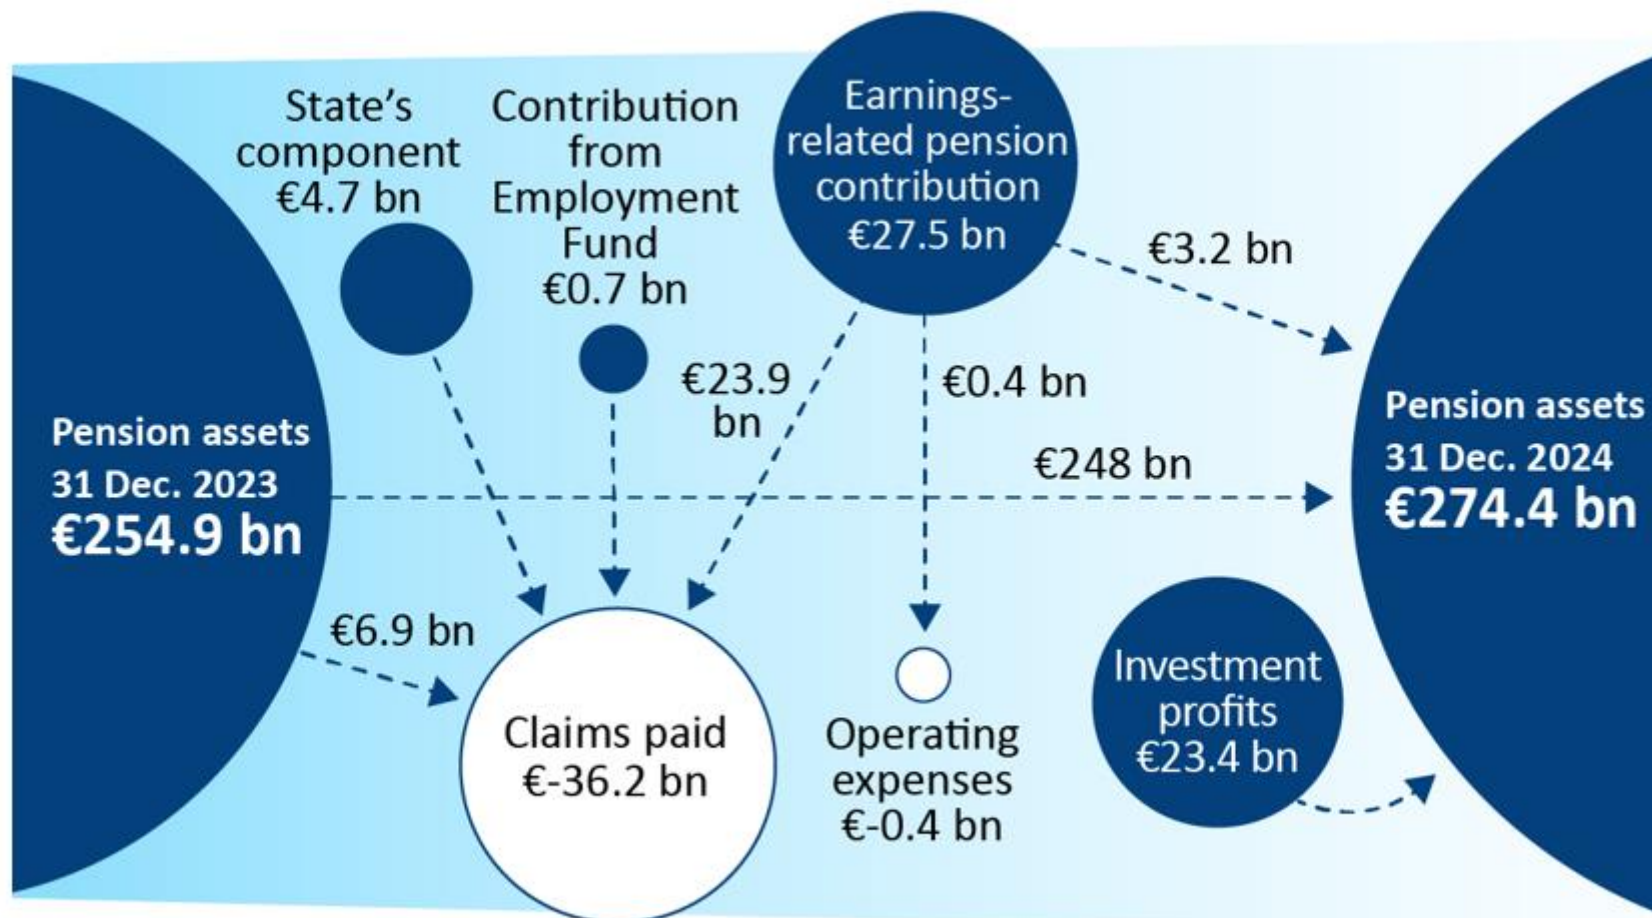 State's
component
€4.7 bn
Contribution
from
Employment
Fund
€0.7 bn
Earnings-
related pension
contribution
€27.5 bn
€3.2 bn
€23.9
bn
€0.4 bn
€248 bn
Pension assets
31 Dec. 2023
€254.9 bn
Pension assets
31 Dec. 2024
€274.4 bn
€6.9 bn
Claims paid
€-36.2 bn
Operating
expenses
€-0.4 bn
Investment
profits
€23.4 bn